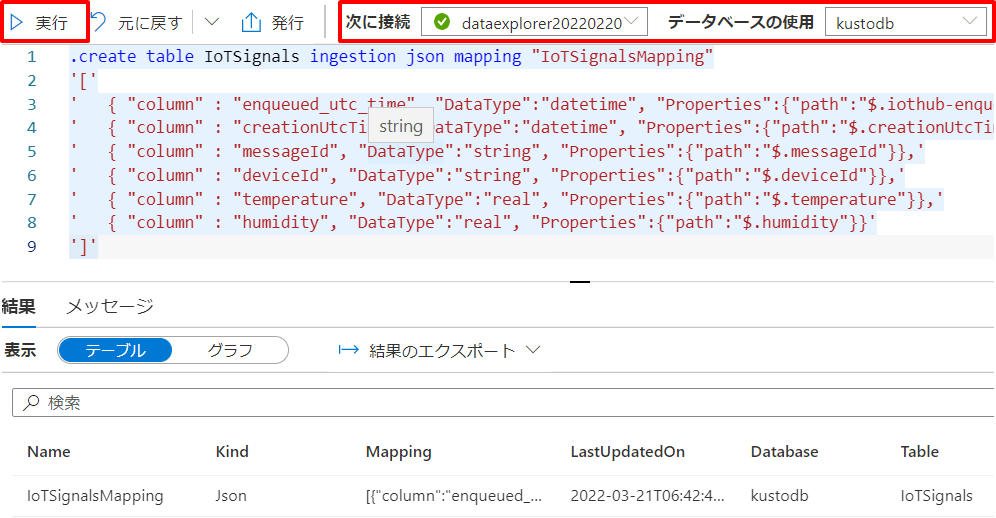 実行 元に戻す 発行 次に接続 dataexplorer20220220 データベースの使用 kustodb
1 .create table IoTSignals ingestion json mapping "IoTSignalsMapping"
2 '['
3 '   { "column" : "enqueued_utc_time", "DataType":"datetime", "Properties":{"path":"$.iothub-enqu
4 '   { "column" : "creationUtcTi DataType":"datetime", "Properties":{"path":"$.creationUtcTi
string
5 '   { "column" : "messageId", "DataType":"string", "Properties":{"path":"$.messageId"}},'
6 '   { "column" : "deviceId", "DataType":"string", "Properties":{"path":"$.deviceId"}},'
7 '   { "column" : "temperature", "DataType":"real", "Properties":{"path":"$.temperature"}},'
8 '   { "column" : "humidity", "DataType":"real", "Properties":{"path":"$.humidity"}}'
9 ']'
結果 メッセージ
表示 テーブル グラフ 結果のエクスポート
検索
Name Kind Mapping LastUpdatedOn Database Table
IoTSignalsMapping Json [{"column":"enqueued_... 2022-03-21T06:42:4... kustodb IoTSignals